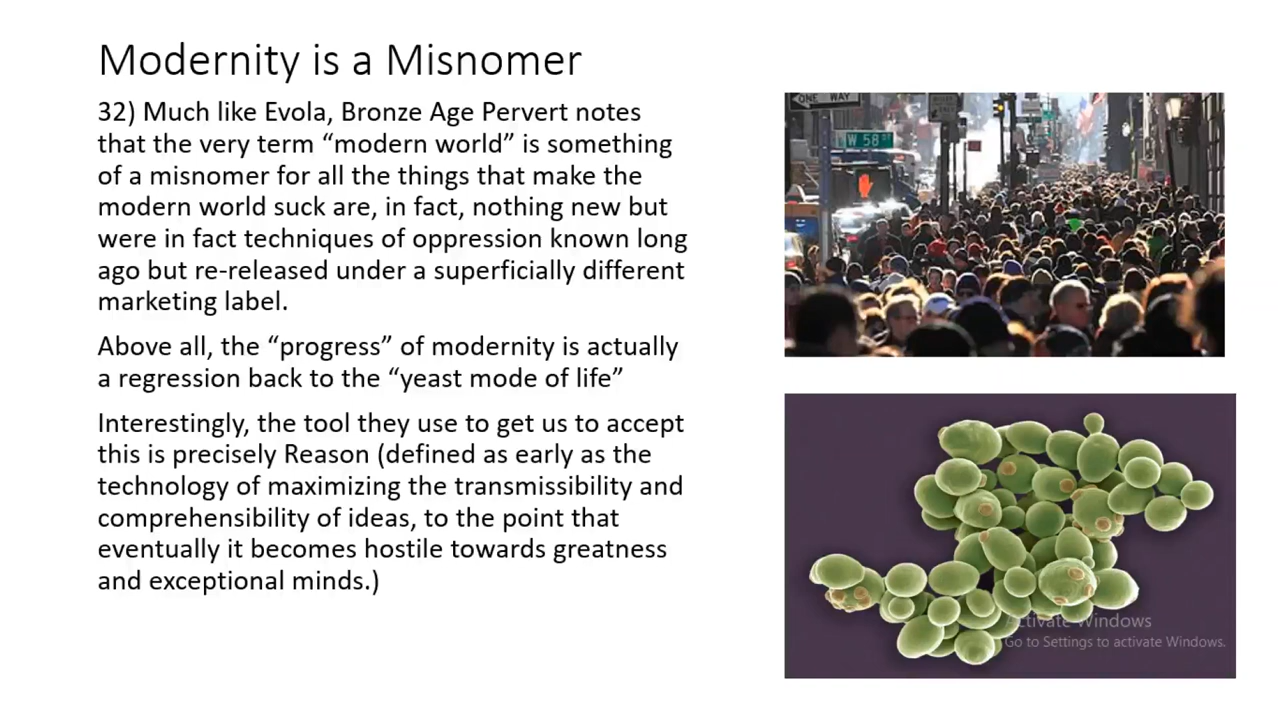 Modernity is a Misnomer
32) Much like Evola, Bronze Age Pervert notes
that the very term “modern world” is something
of a misnomer for all the things that make the
modern world suck are, in fact, nothing new but
were in fact techniques of oppression known long
ago but re-released under a superficially different
marketing label.
Above all, the “progress” of modernity is actually
a regression back to the “yeast mode of life”
Interestingly, the tool they use to get us to accept
this is precisely Reason (defined as early as the
technology of maximizing the transmissibility and
comprehensibility of ideas, to the point that
eventually it becomes hostile towards greatness
and exceptional minds.)
ONE WAY
W 58 ST
Activate Windows
Go to Settings to activate Windows.